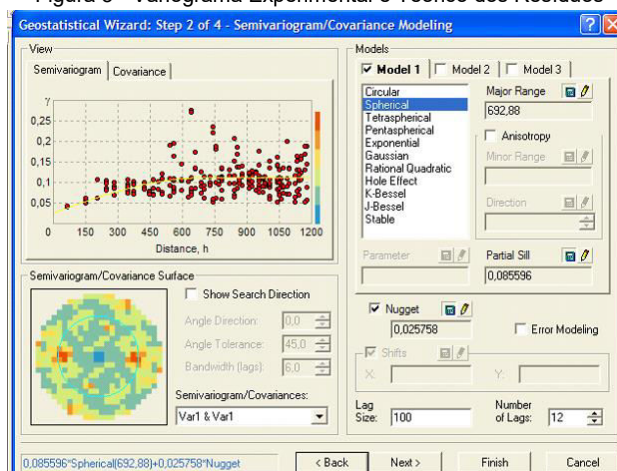 Figura 5 - Variograma Experimental e Teórico dos Resíduos
Geostatistical Wizard: Step 2 of 4 - Semivariogram/Covariance Modeling
View
Semivariogram
Covariance
γ
0,25
0,2
0,15
0,1
0,05
0 150 300 450 600 750 900 1050 1200
Distance, h
Semivariogram/Covariance Surface
Show Search Direction
Angle Direction: 0,0
Angle Tolerance: 45,0
Bandwidth (lags): 6,0
Semivariogram/Covariances:
Var1 & Var1
Models
Model 1
Model 2
Model 3
Circular
Spherical
Tetraspherical
Pentaspherical
Exponential
Gaussian
Rational Quadratic
Hole Effect
K-Bessel
J-Bessel
Stable
Major Range
692,88
Anisotropy
Minor Range
Direction
Parameter
Partial Sill
0,085596
Nugget
0,025758
Error Modeling
Shifts
X:
Y:
Lag Size: 100
Number of Lags: 12
0,085596*Spherical(692,88)+0,025758*Nugget
< Back
Next >
Finish
Cancel